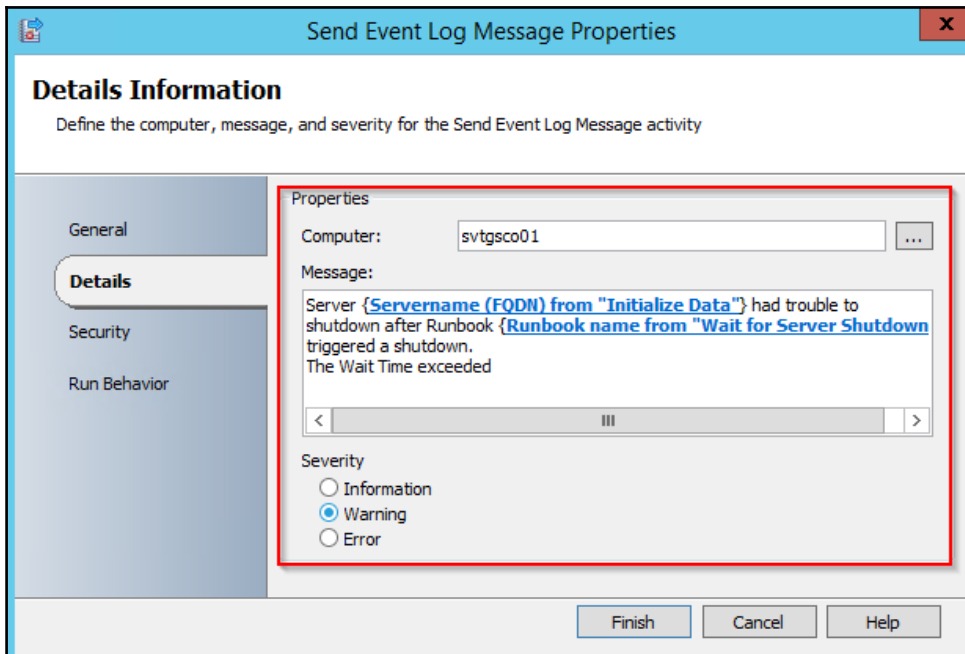 Send Event Log Message Properties
x
Details Information
Define the computer, message, and severity for the Send Event Log Message activity
General
Details
Security
Run Behavior
Properties
Computer:
svtgsco01
...
Message:
Server {Servername (FQDN) from "Initialize Data"} had trouble to
shutdown after Runbook {Runbook name from "Wait for Server Shutdown
triggered a shutdown.
The Wait Time exceeded
Severity
Information
Warning
Error
Finish
Cancel
Help